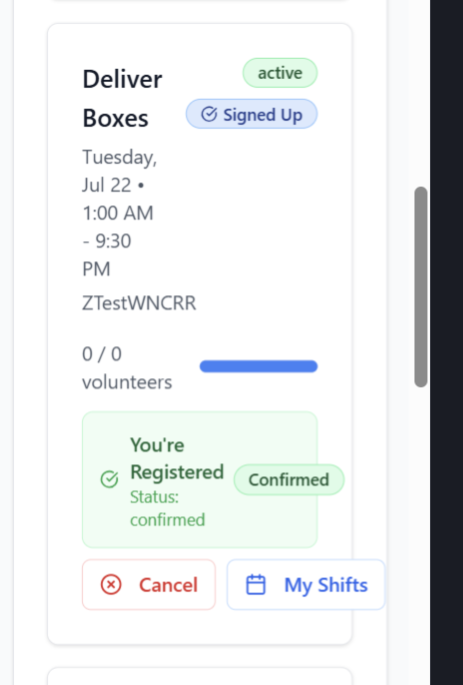 Deliver
Boxes
active
Signed Up
Tuesday,
Jul 22 •
1:00 AM
- 9:30
PM
ZTestWNCRR
0 / 0
volunteers
You're
Registered
Status:
confirmed
Confirmed
Cancel
My Shifts